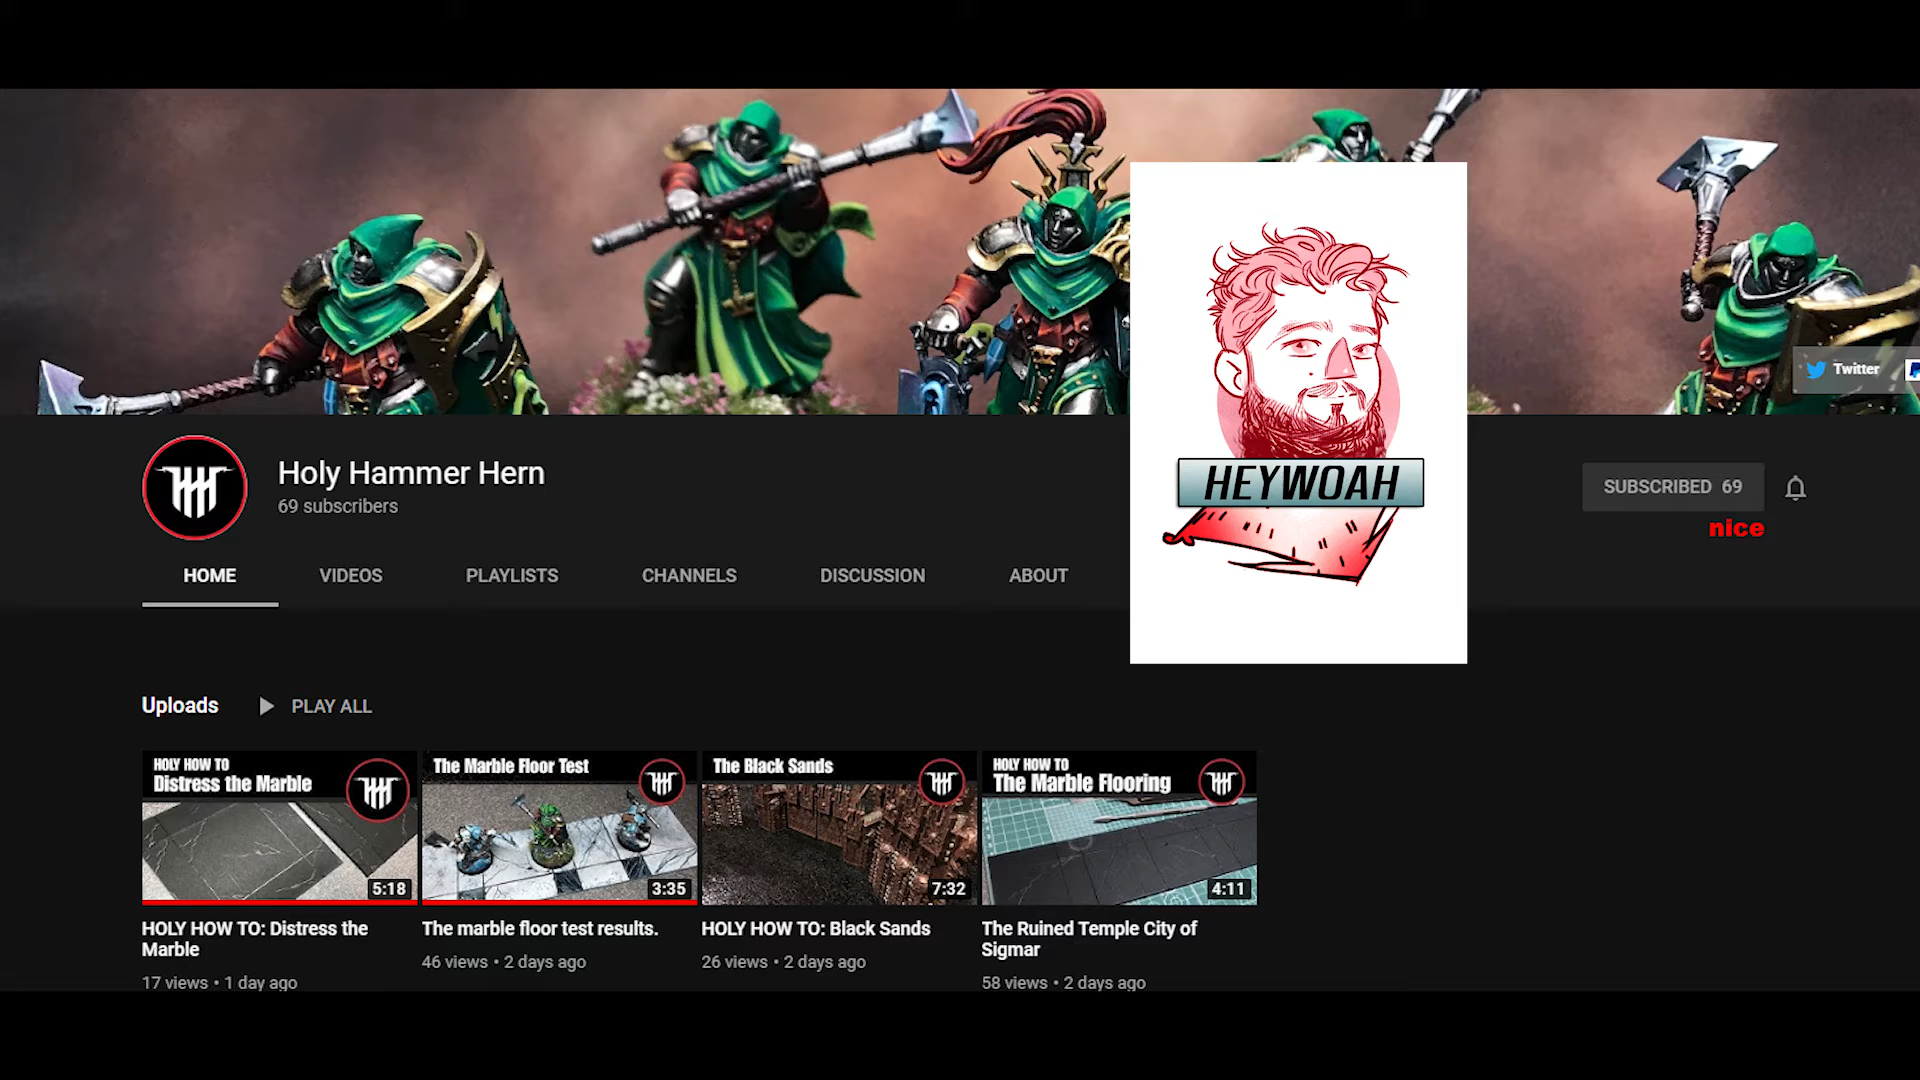 Twitter
Holy Hammer Hern
69 subscribers
HEYWOAH
SUBSCRIBED 69
nice
HOME VIDEOS PLAYLISTS CHANNELS DISCUSSION ABOUT
Uploads PLAY ALL
HOLY HOW TO
Distress the Marble
5:18
The Marble Floor Test
3:35
The Black Sands
7:32
HOLY HOW TO
The Marble Flooring
4:11
HOLY HOW TO: Distress the
Marble
17 views • 1 day ago
The marble floor test results.
46 views • 2 days ago
HOLY HOW TO: Black Sands
26 views • 2 days ago
The Ruined Temple City of
Sigmar
58 views • 2 days ago